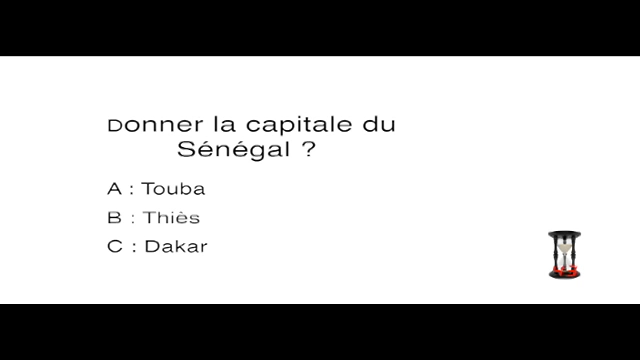 Donner la capitale du
Sénégal ?
A : Touba
B : Thiès
C : Dakar